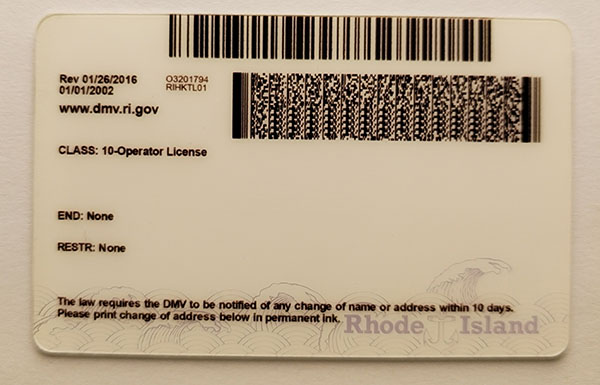 Rev 01/26/2016
01/01/2002
O3201794
RIHKTL01
www.dmv.ri.gov
CLASS: 10-Operator License
END: None
RESTR: None
The law requires the DMV to be notified of any change of name or address within 10 days.
Please print change of address below in permanent ink.
Rhode Island